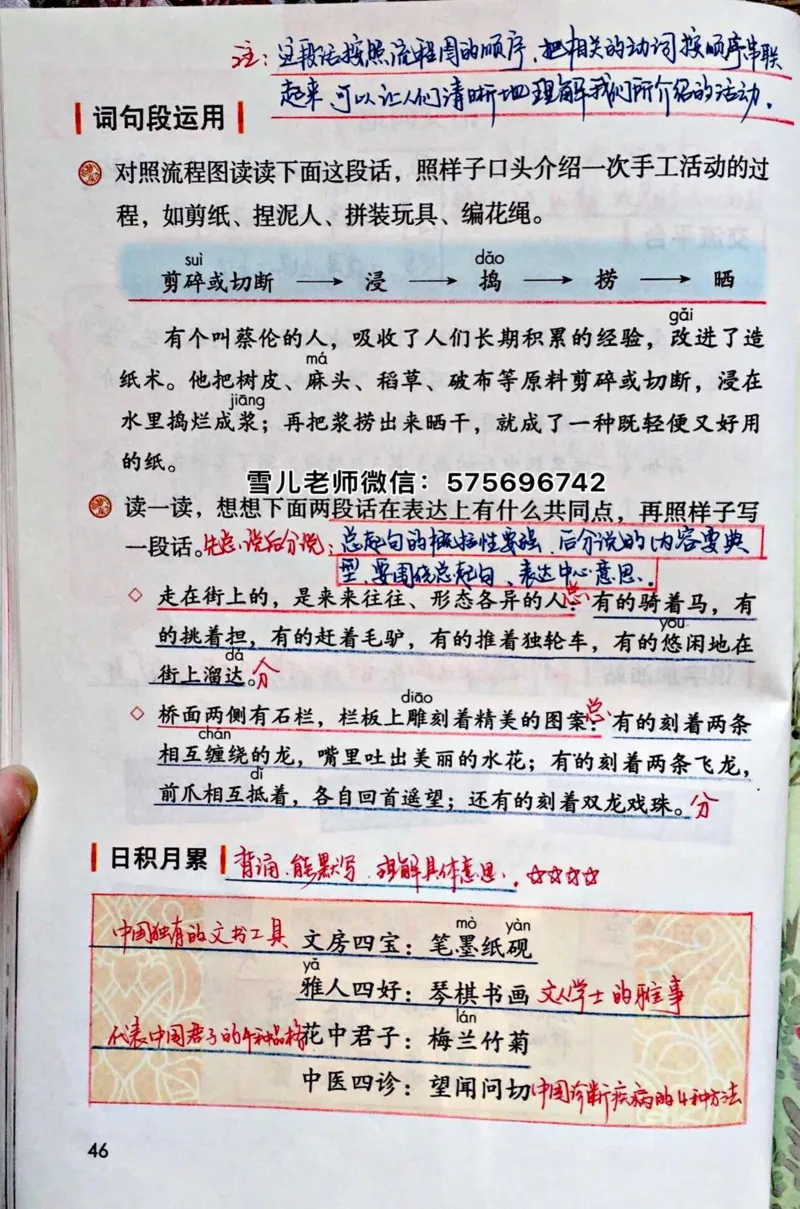 注：这段话按照流程图的顺序，把相关的动词按顺序串联
起来，可以让人们清晰地理解我们所介绍的活动。
词句段运用
对照流程图读读下面这段话，照样子口头介绍一次手工活动的过
程，如剪纸、捏泥人、拼装玩具、编花绳。
suì dǎo
剪碎或切断 → 浸 → 捣 → 捞 → 晒
gǎi
有个叫蔡伦的人，吸收了人们长期积累的经验，改进了造
má
纸术。他把树皮、麻头、稻草、破布等原料剪碎或切断，浸在
jiāng
水里捣烂成浆；再把浆捞出来晒干，就成了一种既轻便又好用
的纸。
雪儿老师微信：575696742
读一读，想想下面两段话在表达上有什么共同点，再照样子写
一段话。先总说后分说：总起句的概括性要强，后分说的内容要典
型，要围绕总起句、表达中心意思。
走在街上的，是来来往往、形态各异的人：总 有的骑着马，有
yōu
的挑着担，有的赶着毛驴，有的推着独轮车，有的悠闲地在
dá
街上溜达。分
diāo
桥面两侧有石栏，栏板上雕刻着精美的图案：总 有的刻着两条
chán
相互缠绕的龙，嘴里吐出美丽的水花；有的刻着两条飞龙，
dǐ
前爪相互抵着，各自回首遥望；还有的刻着双龙戏珠。分
日积月累 背诵，能默写，理解具体意思。☆☆☆☆
mò yàn
中国独有的文书工具 文房四宝：笔墨纸砚
yǎ
雅人四好：琴棋书画 文人学士的雅事
lán
代表中国君子的4种品格 花中君子：梅兰竹菊
中医四诊：望闻问切 中国诊断疾病的4种方法
46